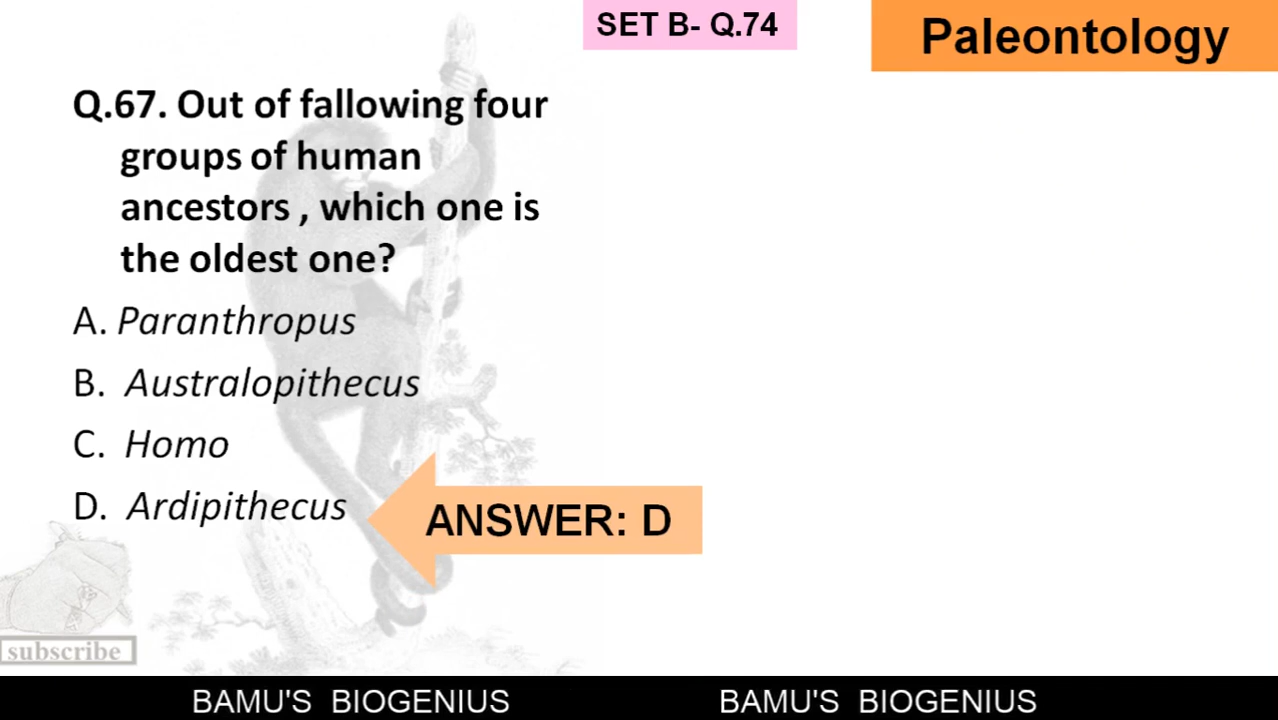 SET B- Q.74
Paleontology
Q.67. Out of fallowing four
groups of human
ancestors , which one is
the oldest one?
A. Paranthropus
B. Australopithecus
C. Homo
D. Ardipithecus
ANSWER: D
subscribe
BAMU'S BIOGENIUS BAMU'S BIOGENIUS